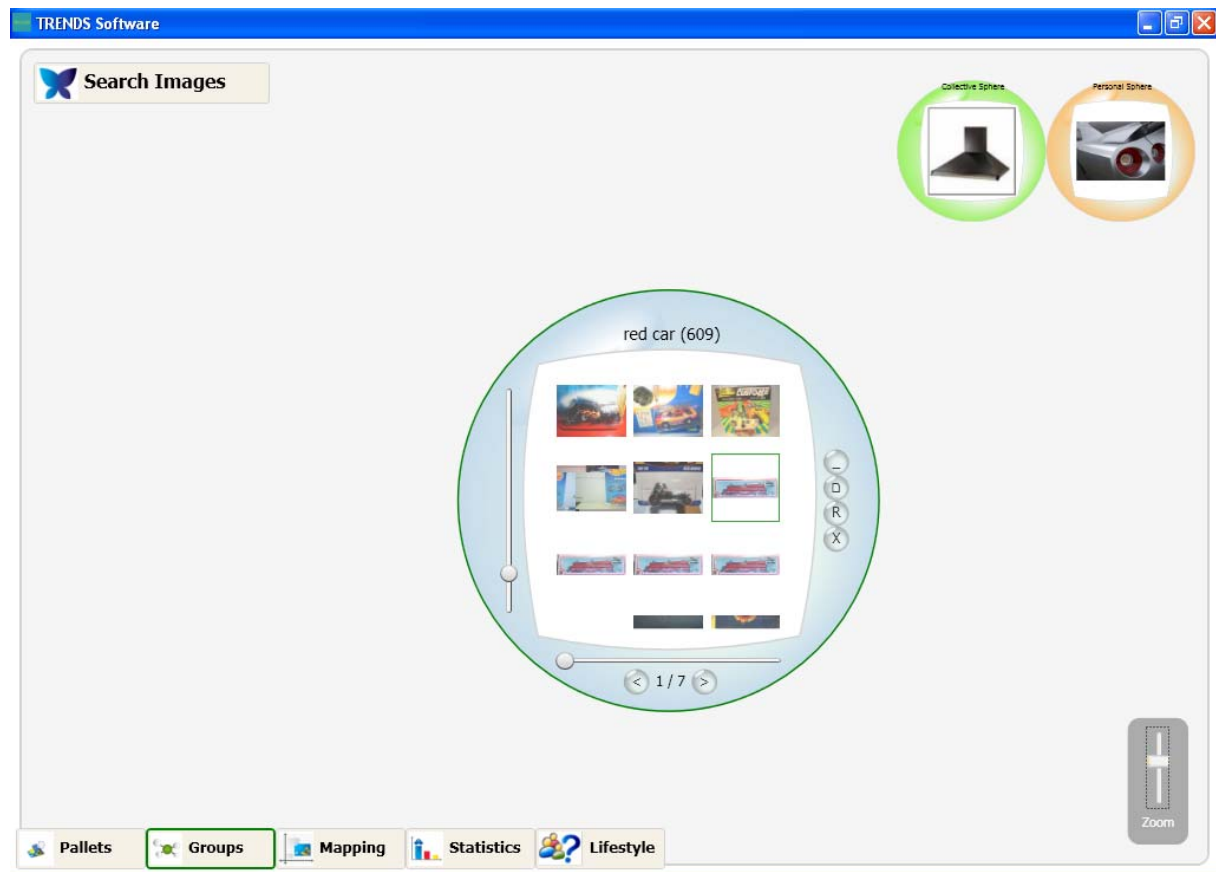 TRENDS Software
Search Images
Collective Sphere
Personal Sphere
red car (609)
_
D
R
X
< 1 / 7 >
Zoom
Pallets
Groups
Mapping
Statistics
Lifestyle